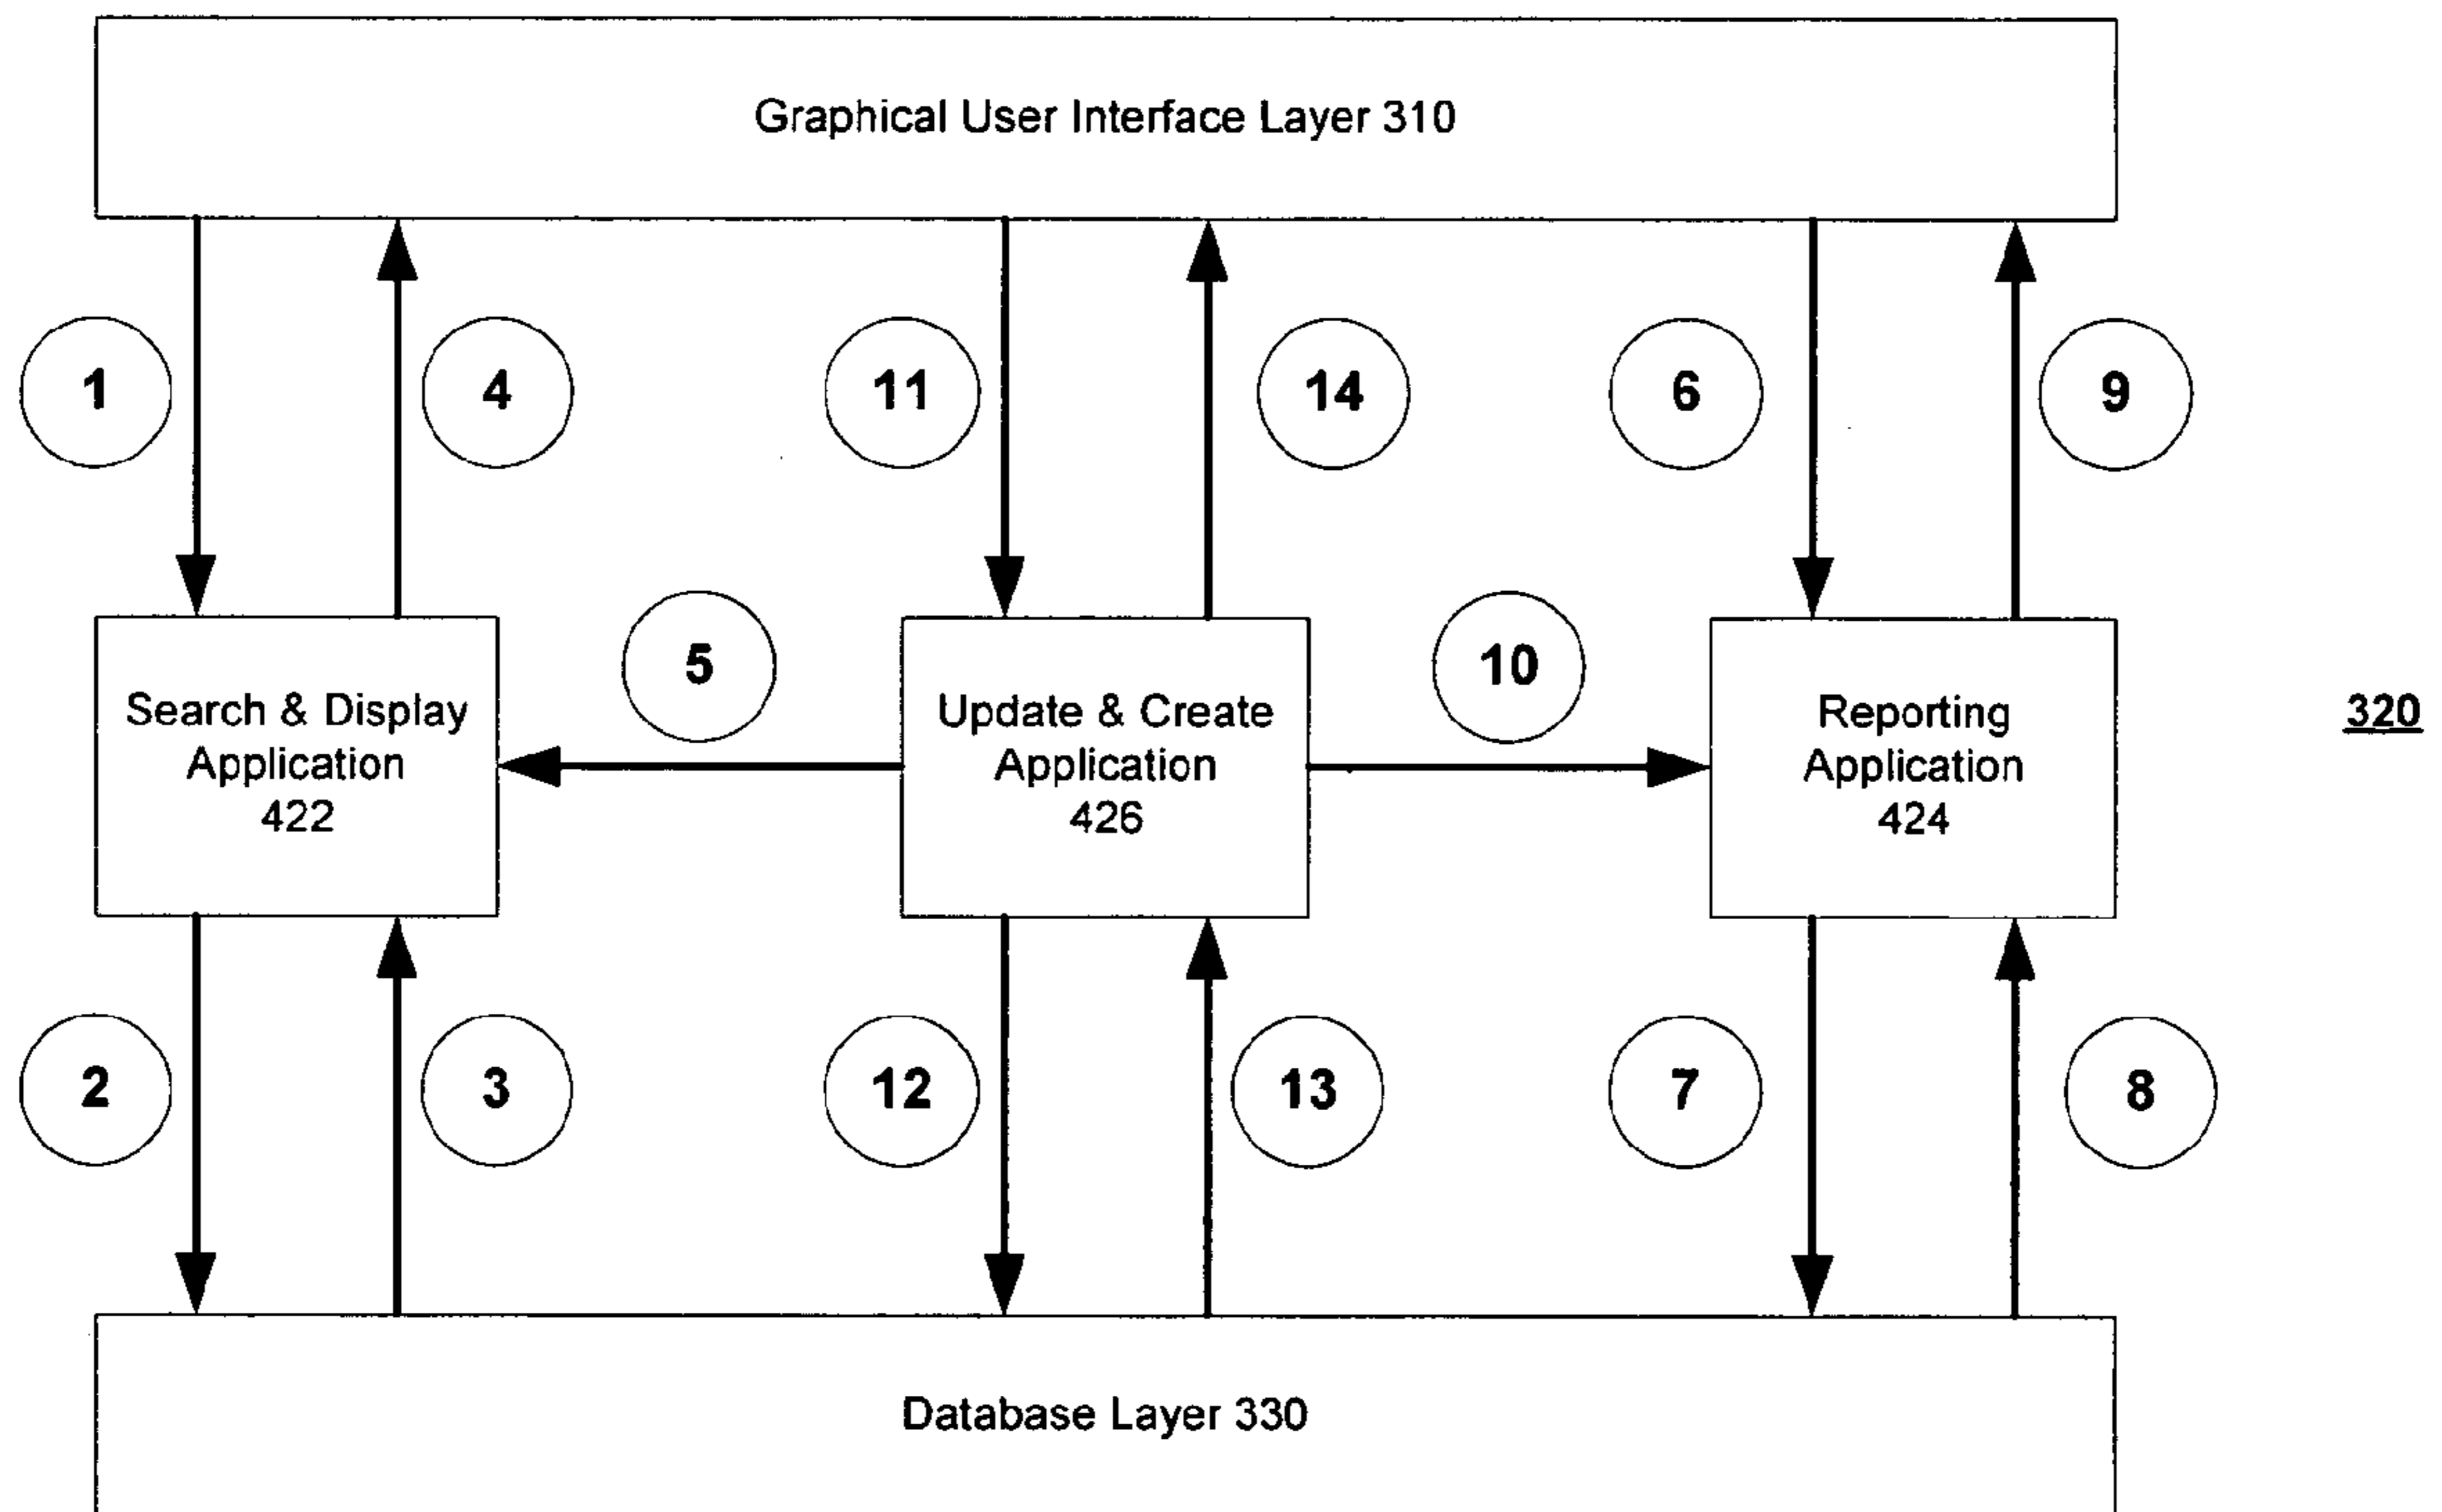 Graphical User Interface Layer 310
1
4
11
14
6
9
5
10
Search & Display
Application
422
Update & Create
Application
426
Reporting
Application
424
320
2
3
12
13
7
8
Database Layer 330